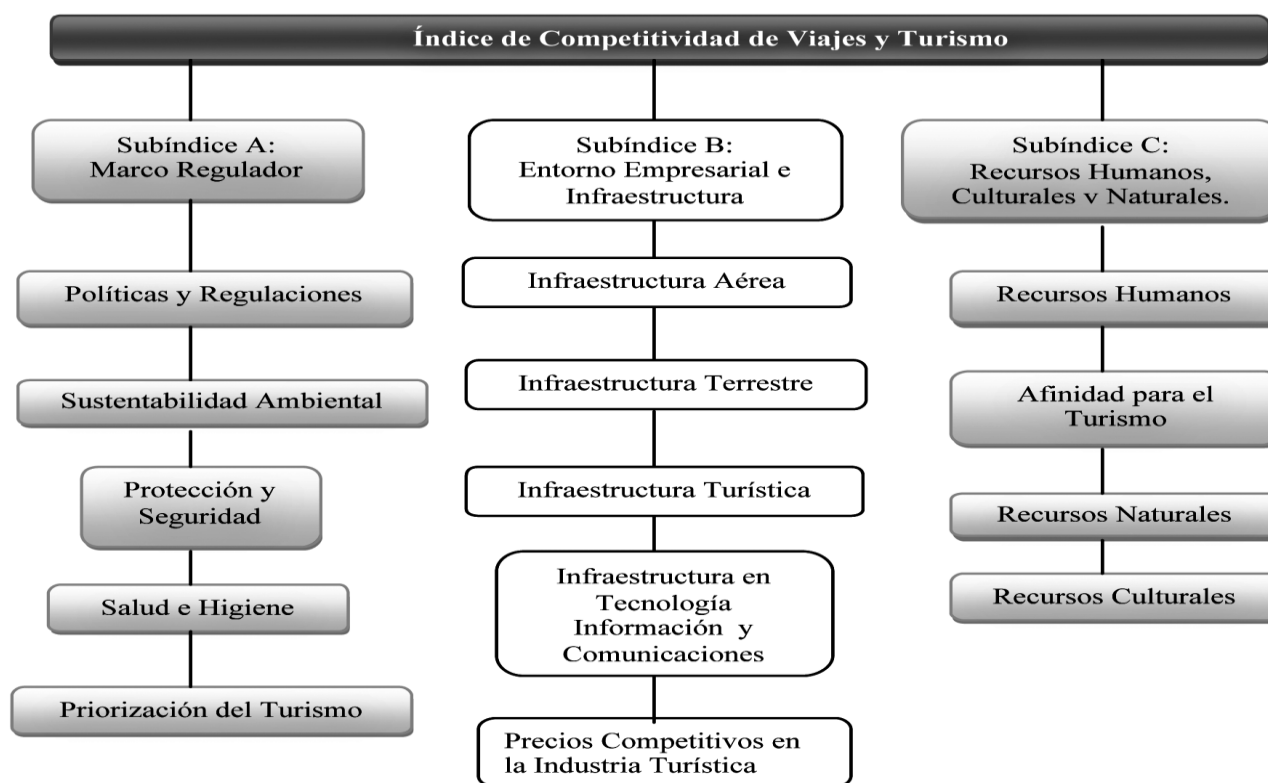 Índice de Competitividad de Viajes y Turismo
Subíndice A:
Marco Regulador
Políticas y Regulaciones
Sustentabilidad Ambiental
Protección y
Seguridad
Salud e Higiene
Priorización del Turismo
Subíndice B:
Entorno Empresarial e
Infraestructura
Infraestructura Aérea
Infraestructura Terrestre
Infraestructura Turística
Infraestructura en
Tecnología
Información y
Comunicaciones
Precios Competitivos en
la Industria Turística
Subíndice C:
Recursos Humanos,
Culturales v Naturales.
Recursos Humanos
Afinidad para el
Turismo
Recursos Naturales
Recursos Culturales